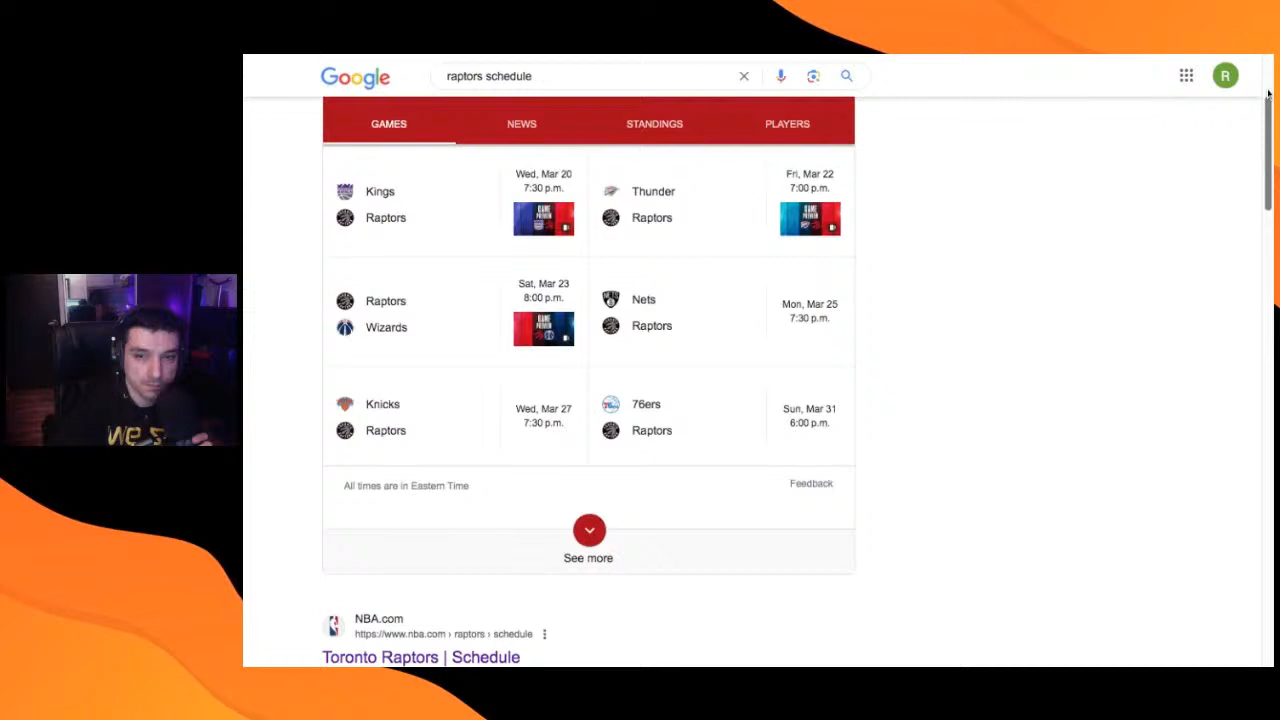 Google
raptors schedule
R
GAMES
NEWS
STANDINGS
PLAYERS
Kings
Raptors
Wed, Mar 20
7:30 p.m.
Thunder
Raptors
Fri, Mar 22
7:00 p.m.
Raptors
Wizards
Sat, Mar 23
8:00 p.m.
Nets
Raptors
Mon, Mar 25
7:30 p.m.
Knicks
Raptors
Wed, Mar 27
7:30 p.m.
76ers
Raptors
Sun, Mar 31
6:00 p.m.
All times are in Eastern Time
Feedback
See more
NBA.com
https://www.nba.com › raptors › schedule
Toronto Raptors | Schedule